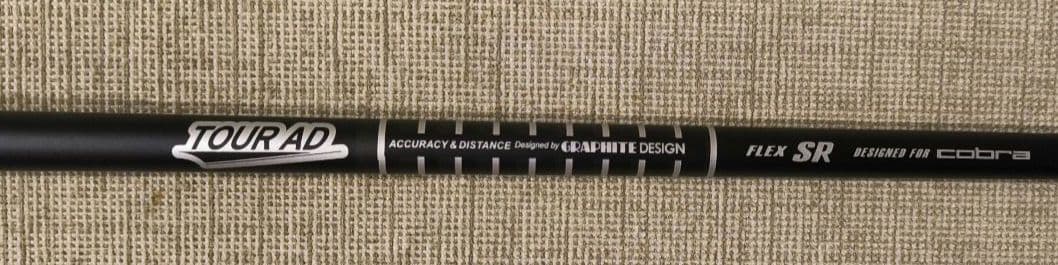 TOUR AD ACCURACY & DISTANCE Designed by GRAPHITE DESIGN FLEX SR DESIGNED FOR cobra